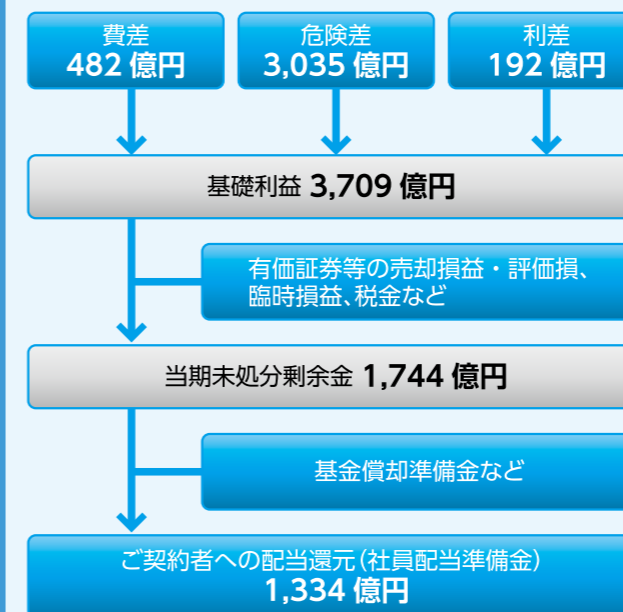 費差
482 億円
危険差
3,035 億円
利差
192 億円
基礎利益 3,709 億円
有価証券等の売却損益・評価損、
臨時損益、税金など
当期未処分剰余金 1,744 億円
基金償却準備金など
ご契約者への配当還元（社員配当準備金）
1,334 億円